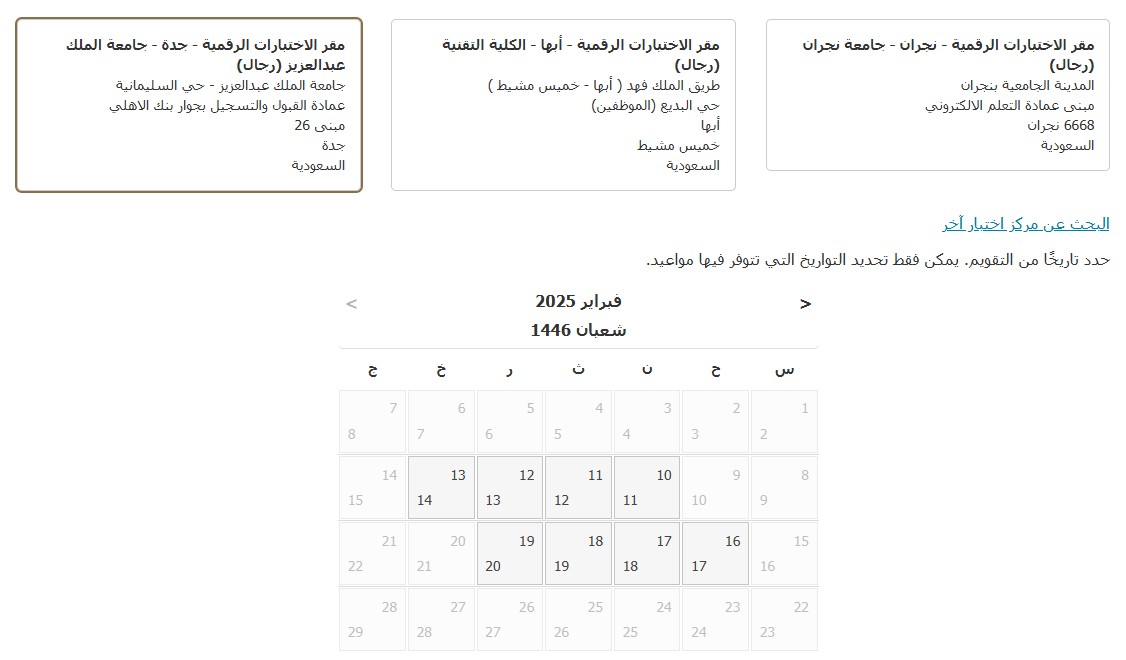 مقر الاختبارات الرقمية - نجران - جامعة نجران
(رجال)
المدينة الجامعية بنجران
مبنى عمادة التعلم الالكتروني
6668 نجران
السعودية
مقر الاختبارات الرقمية - أبها - الكلية التقنية
(رجال)
طريق الملك فهد ( أبها - خميس مشيط )
حي البديع (الموظفين)
أبها
خميس مشيط
السعودية
مقر الاختبارات الرقمية - جدة - جامعة الملك
عبدالعزيز (رجال)
جامعة الملك عبدالعزيز - حي السليمانية
عمادة القبول والتسجيل بجوار بنك الاهلي
مبنى 26
جدة
السعودية
البحث عن مركز اختبار آخر
حدد تاريخًا من التقويم. يمكن فقط تحديد التواريخ التي تتوفر فيها مواعيد.
> فبراير 2025 <
شعبان 1446
س ح ن ث ر خ ج
1 2 3 4 5 6 7
2 3 4 5 6 7 8
8 9 10 11 12 13 14
9 10 11 12 13 14 15
15 16 17 18 19 20 21
16 17 18 19 20 21 22
22 23 24 25 26 27 28
23 24 25 26 27 28 29